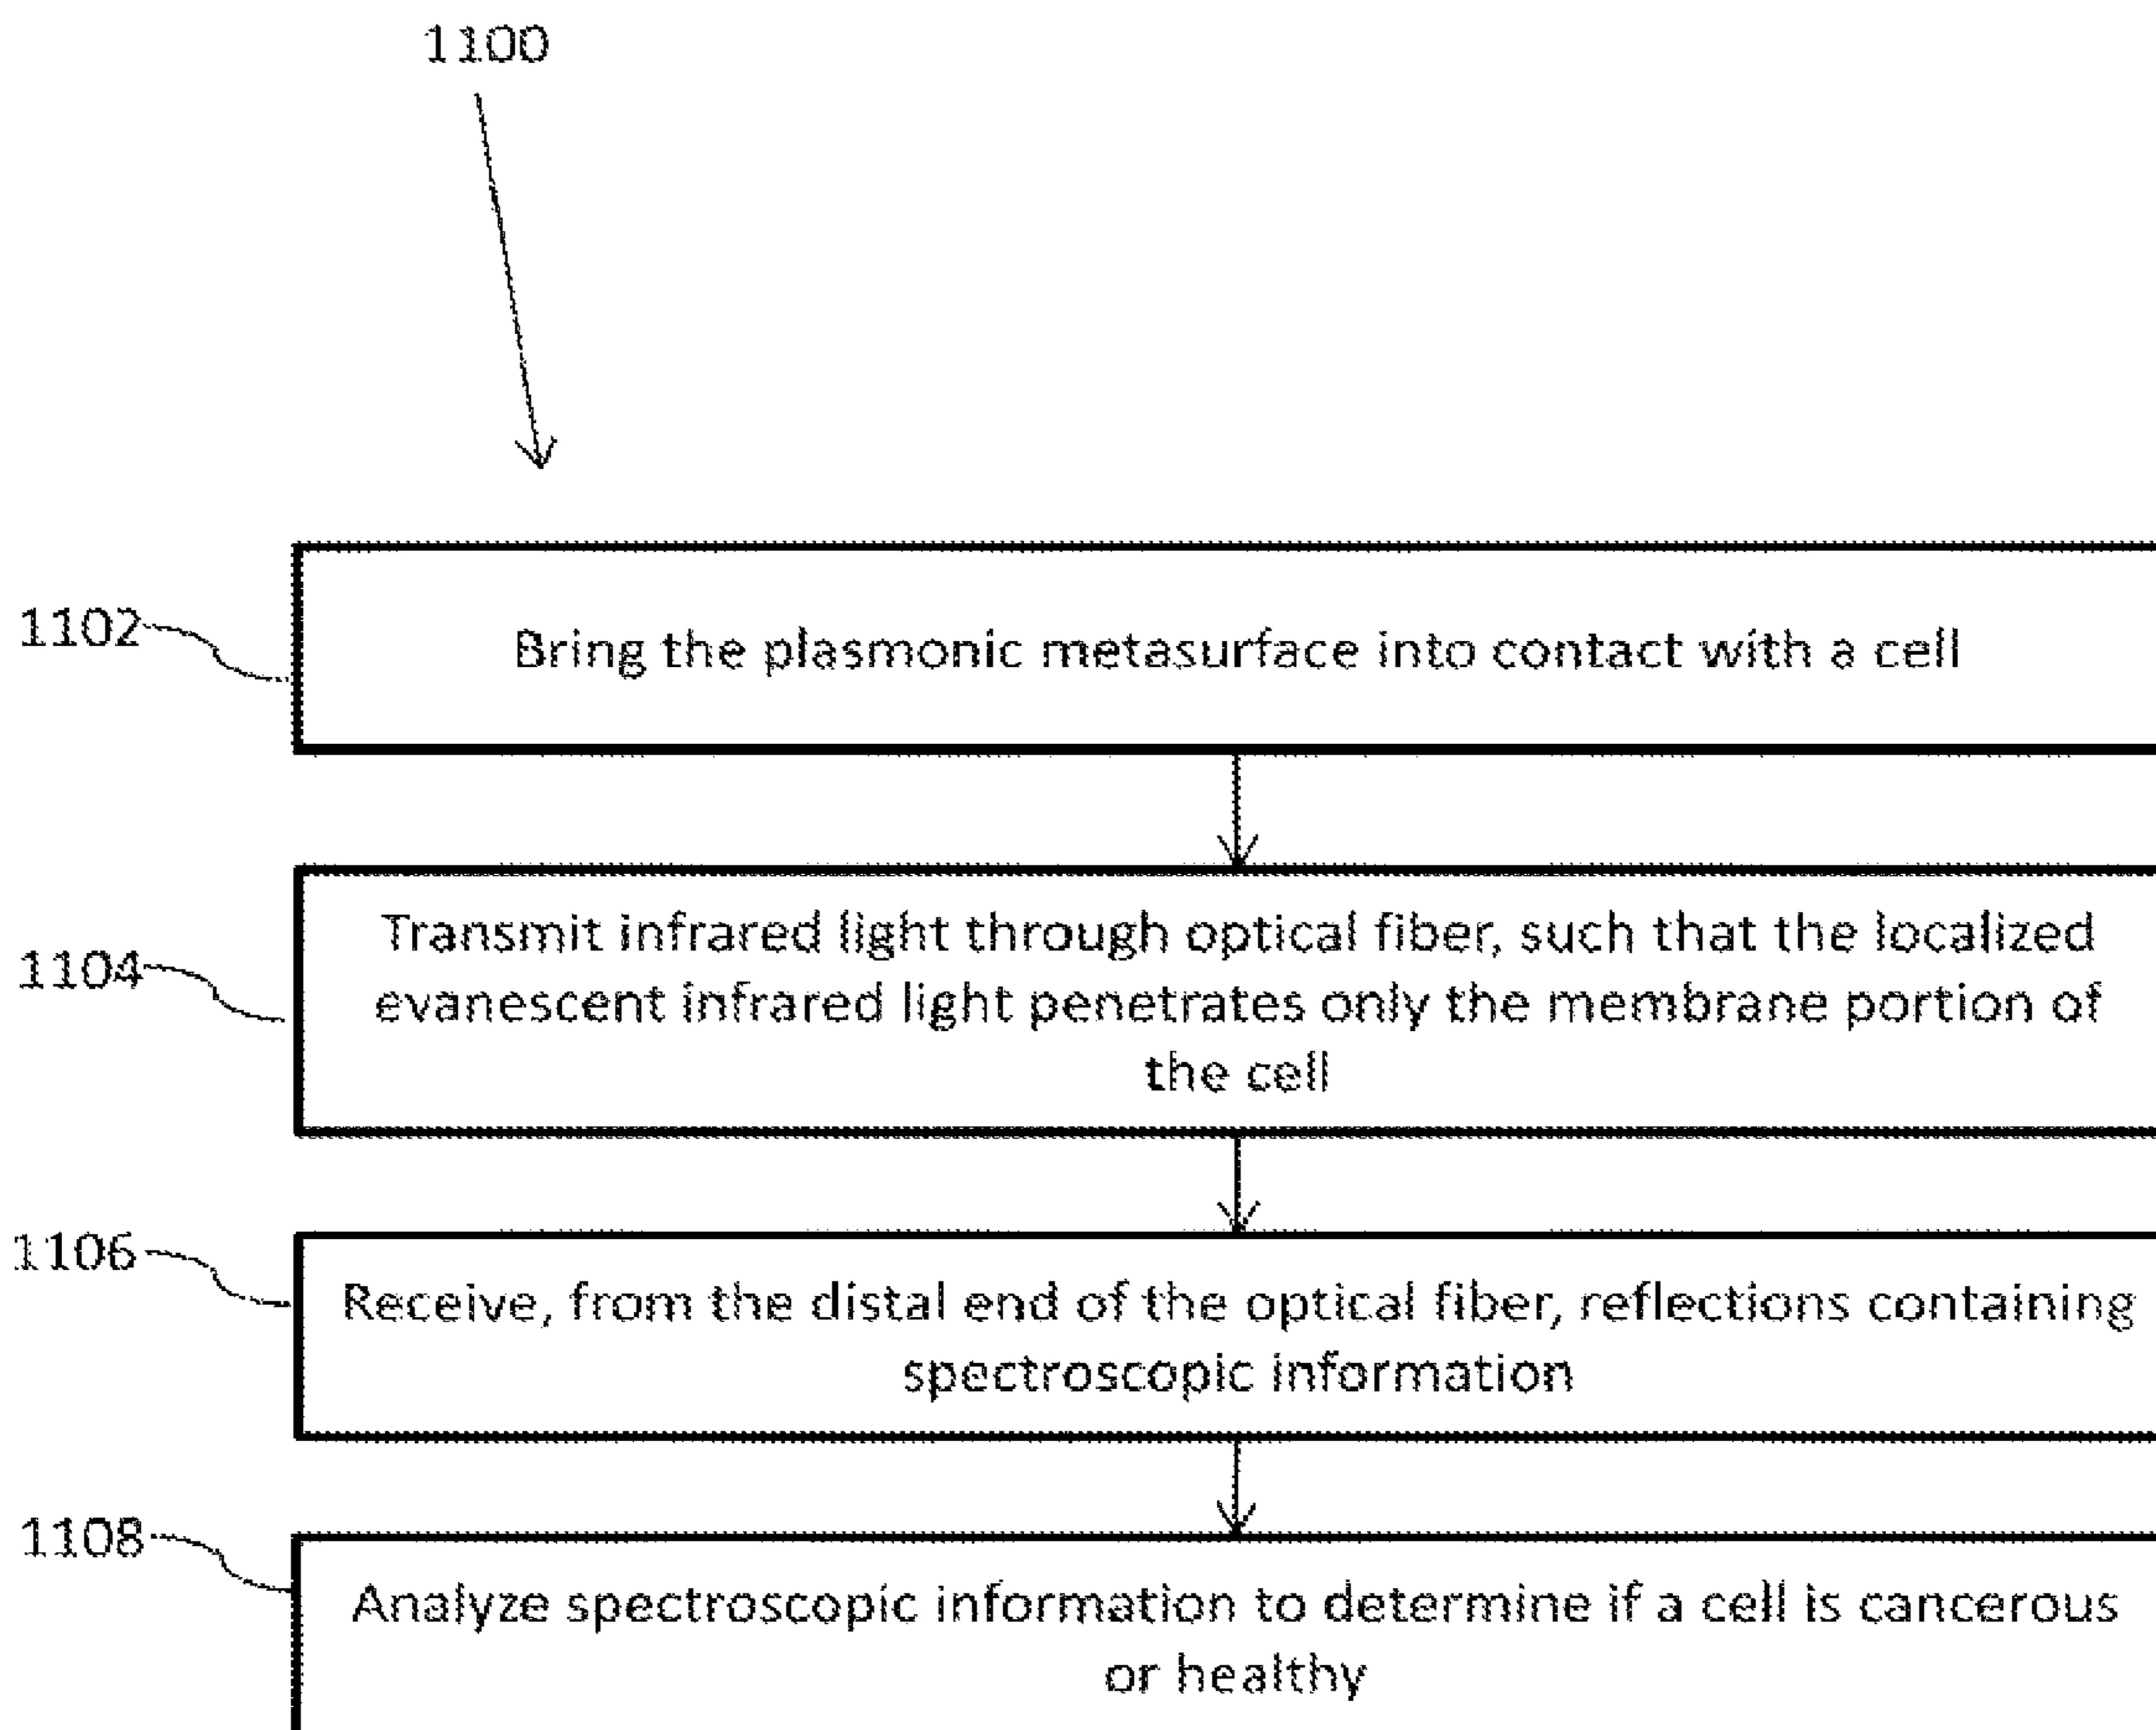 1100
1102
Bring the plasmonic metasurface into contact with a cell
1104
Transmit infrared light through optical fiber, such that the localized
evanescent infrared light penetrates only the membrane portion of
the cell
1106
Receive, from the distal end of the optical fiber, reflections containing
spectroscopic information
1108
Analyze spectroscopic information to determine if a cell is cancerous
or healthy